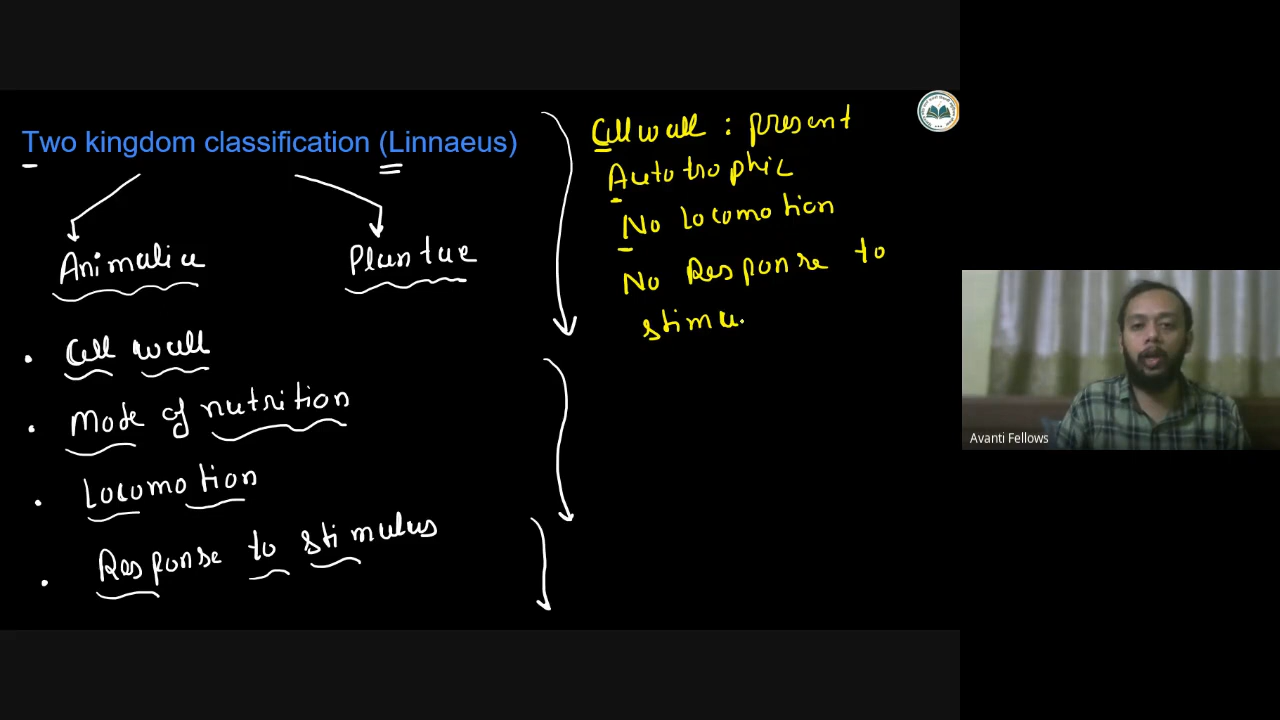 Two kingdom classification (Linnaeus)
Animalia
Plantae
• Cell wall
• Mode of nutrition
• Locomotion
• Response to stimulus
Cell wall : present
Autotrophic
No Locomotion
No Response to
stimu
Avanti Fellows